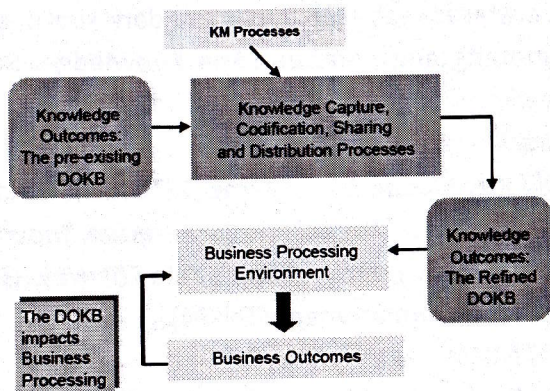 KM Processes
Knowledge
Outcomes:
The pre-existing
DOKB
Knowledge Capture,
Codification, Sharing
and Distribution Processes
Knowledge
Outcomes:
The Refined
DOKB
Business Processing
Environment
The DOKB
impacts
Business
Processing
Business Outcomes